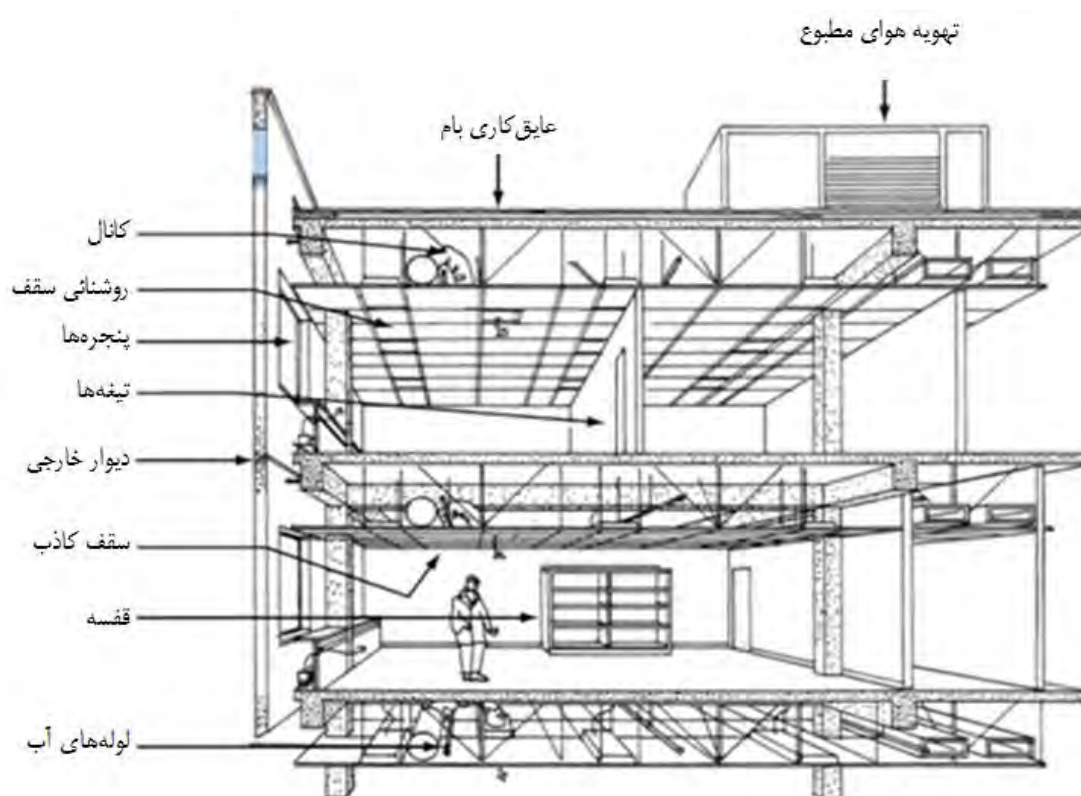 تهویه هوای مطبوع
عایق‌کاری بام
کانال
روشنائی سقف
پنجره‌ها
تیغه‌ها
دیوار خارجی
سقف کاذب
قفسه
لوله‌های آب